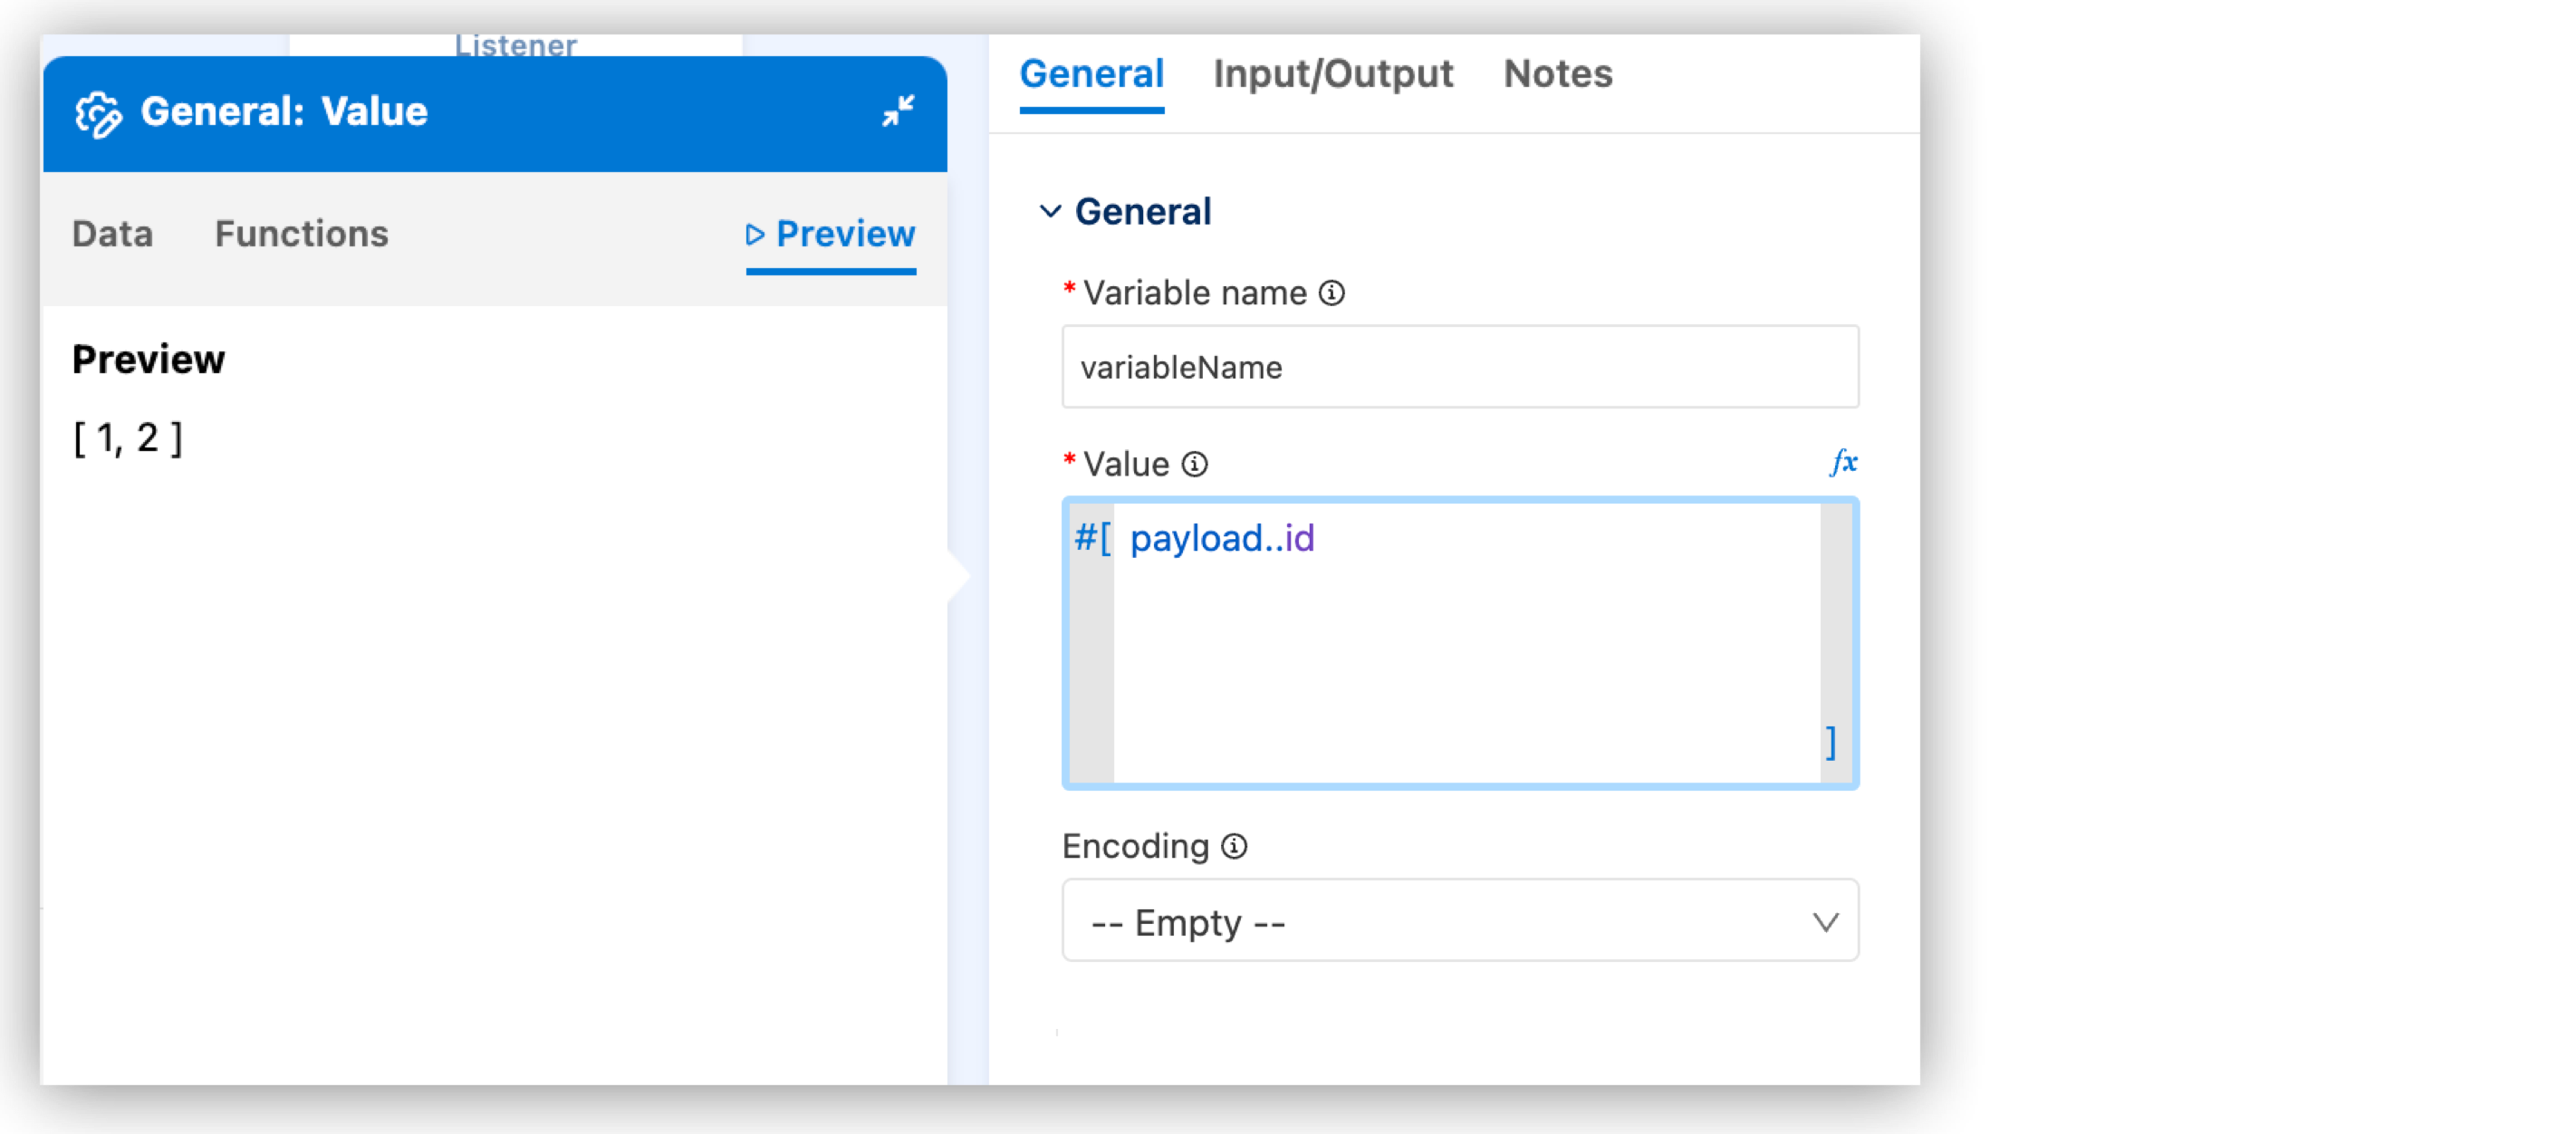 Listener
General: Value
Data Functions Preview
Preview
[ 1, 2 ]
General Input/Output Notes
General
* Variable name
variableName
* Value fx
#[ payload..id
]
Encoding
-- Empty --